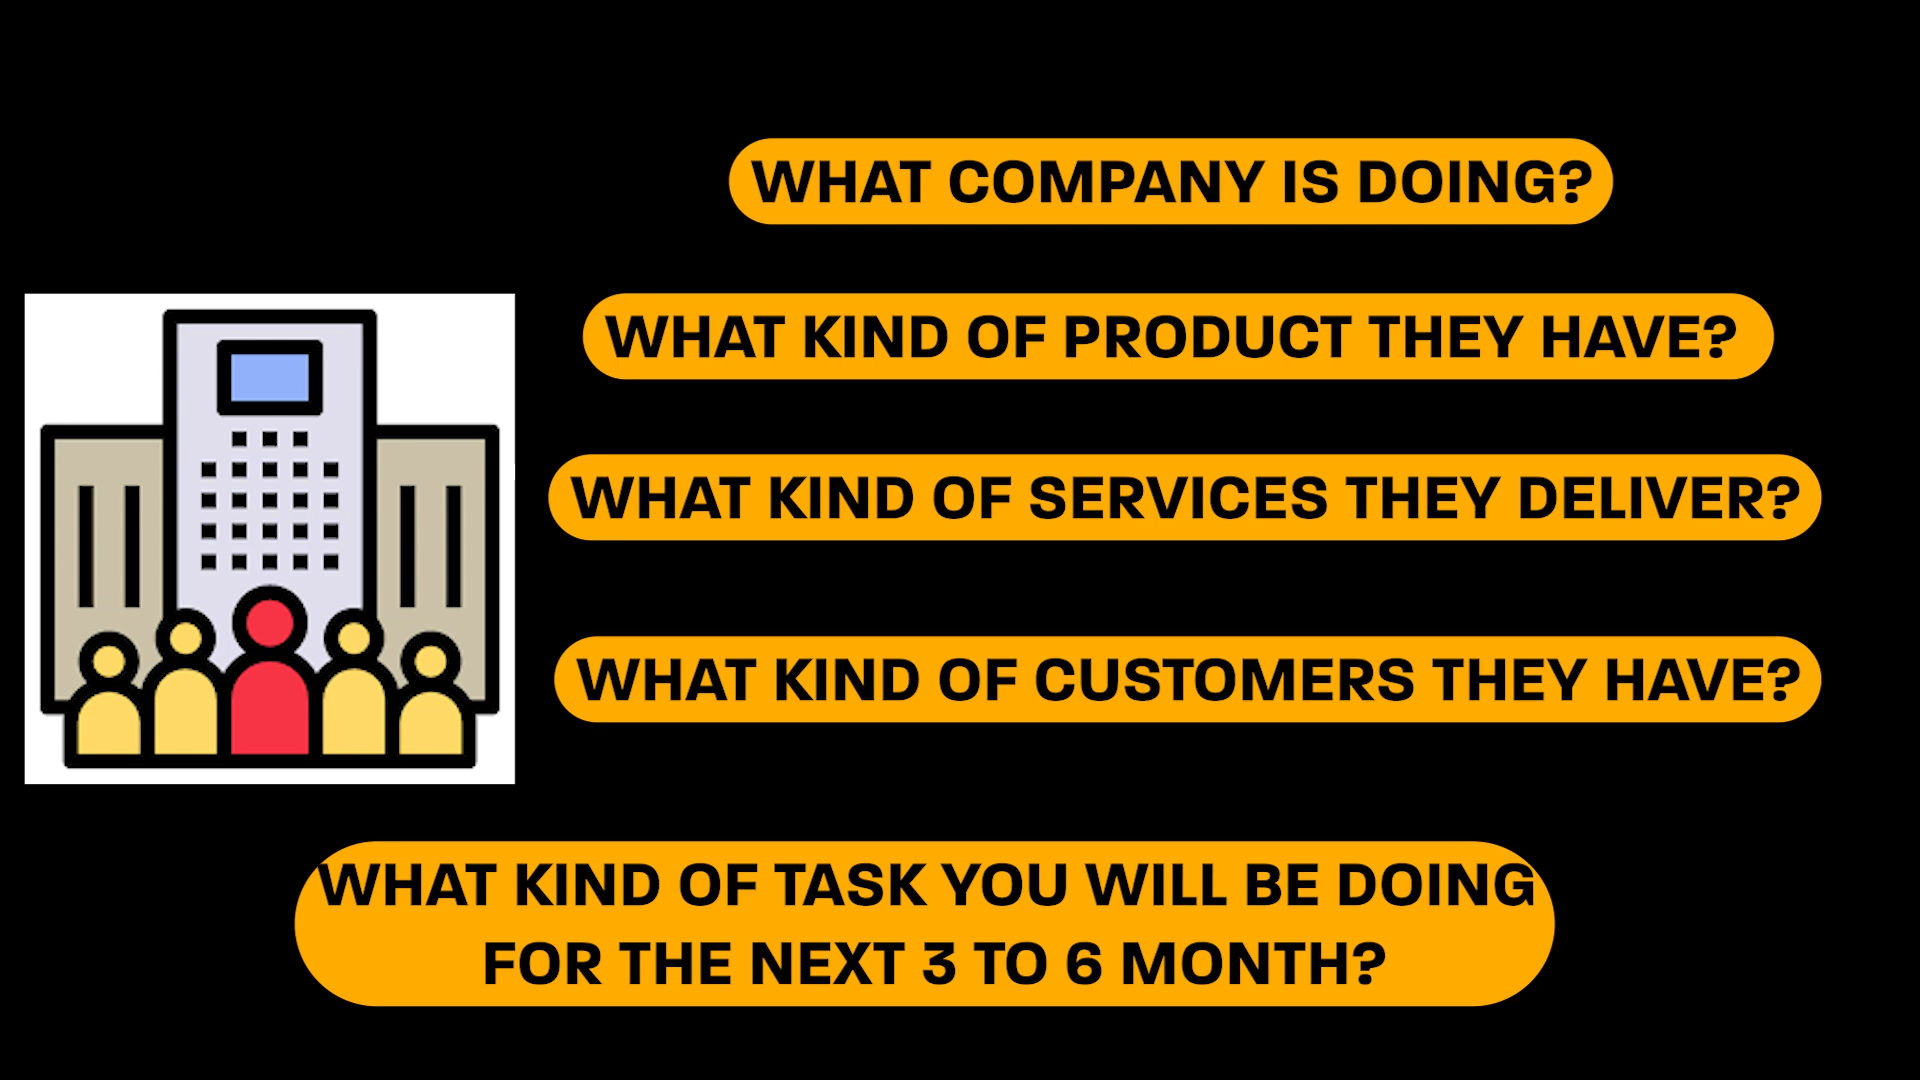 WHAT COMPANY IS DOING?
WHAT KIND OF PRODUCT THEY HAVE?
WHAT KIND OF SERVICES THEY DELIVER?
WHAT KIND OF CUSTOMERS THEY HAVE?
WHAT KIND OF TASK YOU WILL BE DOING
FOR THE NEXT 3 TO 6 MONTH?